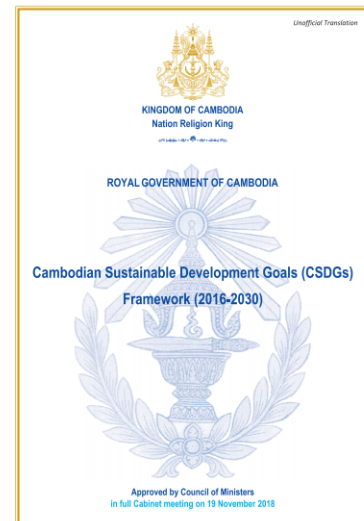 Unofficial Translation
KINGDOM OF CAMBODIA
Nation Religion King
ROYAL GOVERNMENT OF CAMBODIA
Cambodian Sustainable Development Goals (CSDGs)
Framework (2016-2030)
Approved by Council of Ministers
in full Cabinet meeting on 19 November 2018